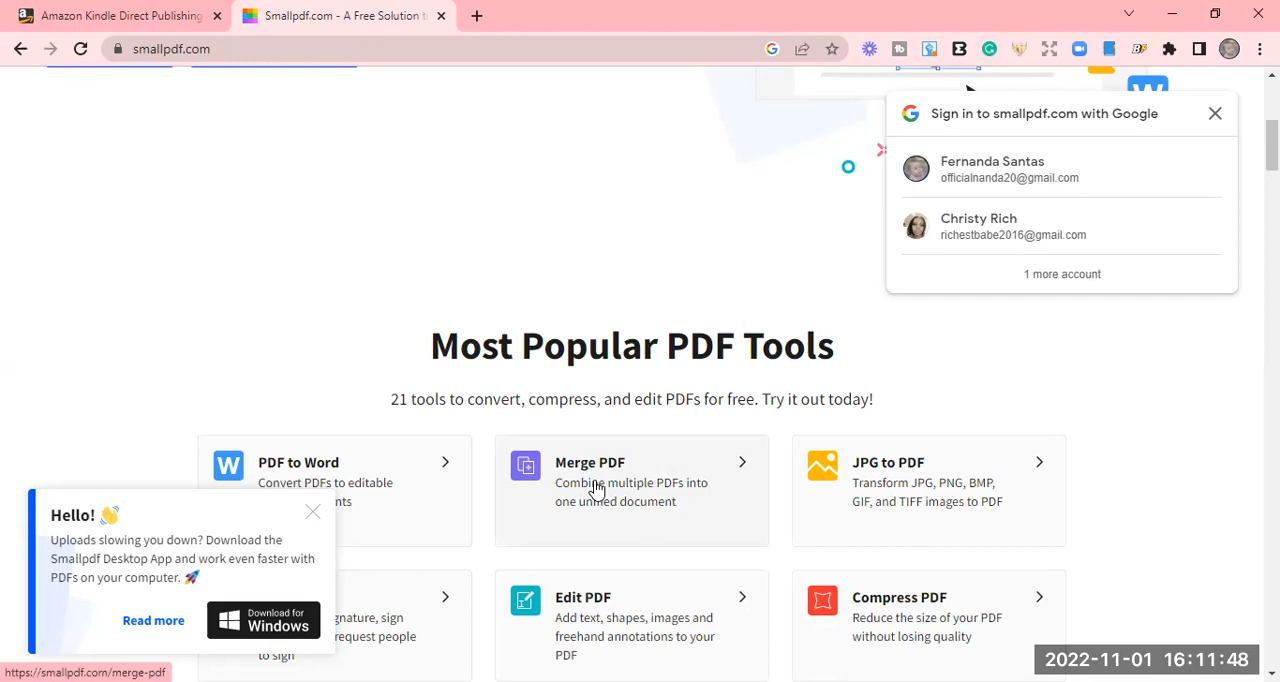 Amazon Kindle Direct Publishing
Smallpdf.com - A Free Solution t
smallpdf.com
Sign in to smallpdf.com with Google
Fernanda Santas
officialnanda20@gmail.com
Christy Rich
richestbabe2016@gmail.com
1 more account
Most Popular PDF Tools
21 tools to convert, compress, and edit PDFs for free. Try it out today!
W
PDF to Word
Convert PDFs to editable
nts
Merge PDF
Combine multiple PDFs into
one unified document
JPG to PDF
Transform JPG, PNG, BMP,
GIF, and TIFF images to PDF
Hello! 👋
Uploads slowing you down? Download the
Smallpdf Desktop App and work even faster with
PDFs on your computer. 🚀
Read more
Download for
Windows
gnature, sign
request people
to sign
Edit PDF
Add text, shapes, images and
freehand annotations to your
PDF
Compress PDF
Reduce the size of your PDF
without losing quality
https://smallpdf.com/merge-pdf
2022-11-01 16:11:48